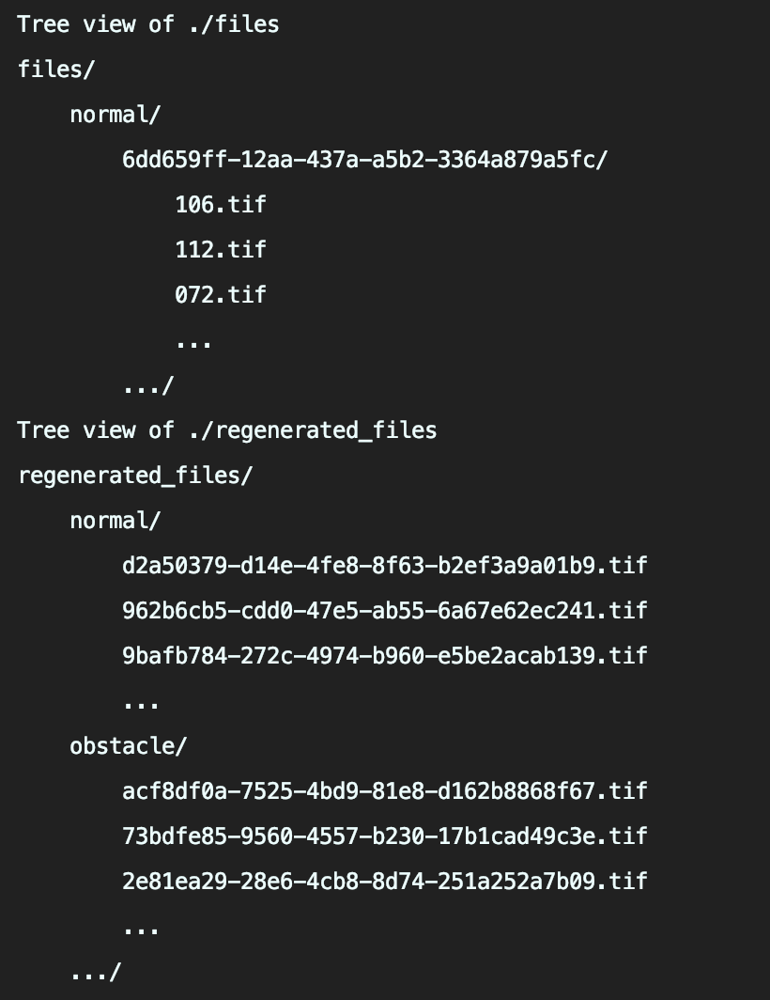 Tree view of ./files
files/
normal/
6dd659ff-12aa-437a-a5b2-3364a879a5fc/
106.tif
112.tif
072.tif
...
.../
Tree view of ./regenerated_files
regenerated_files/
normal/
d2a50379-d14e-4fe8-8f63-b2ef3a9a01b9.tif
962b6cb5-cdd0-47e5-ab55-6a67e62ec241.tif
9bafb784-272c-4974-b960-e5be2acab139.tif
...
obstacle/
acf8df0a-7525-4bd9-81e8-d162b8868f67.tif
73bdfe85-9560-4557-b230-17b1cad49c3e.tif
2e81ea29-28e6-4cb8-8d74-251a252a7b09.tif
...
.../